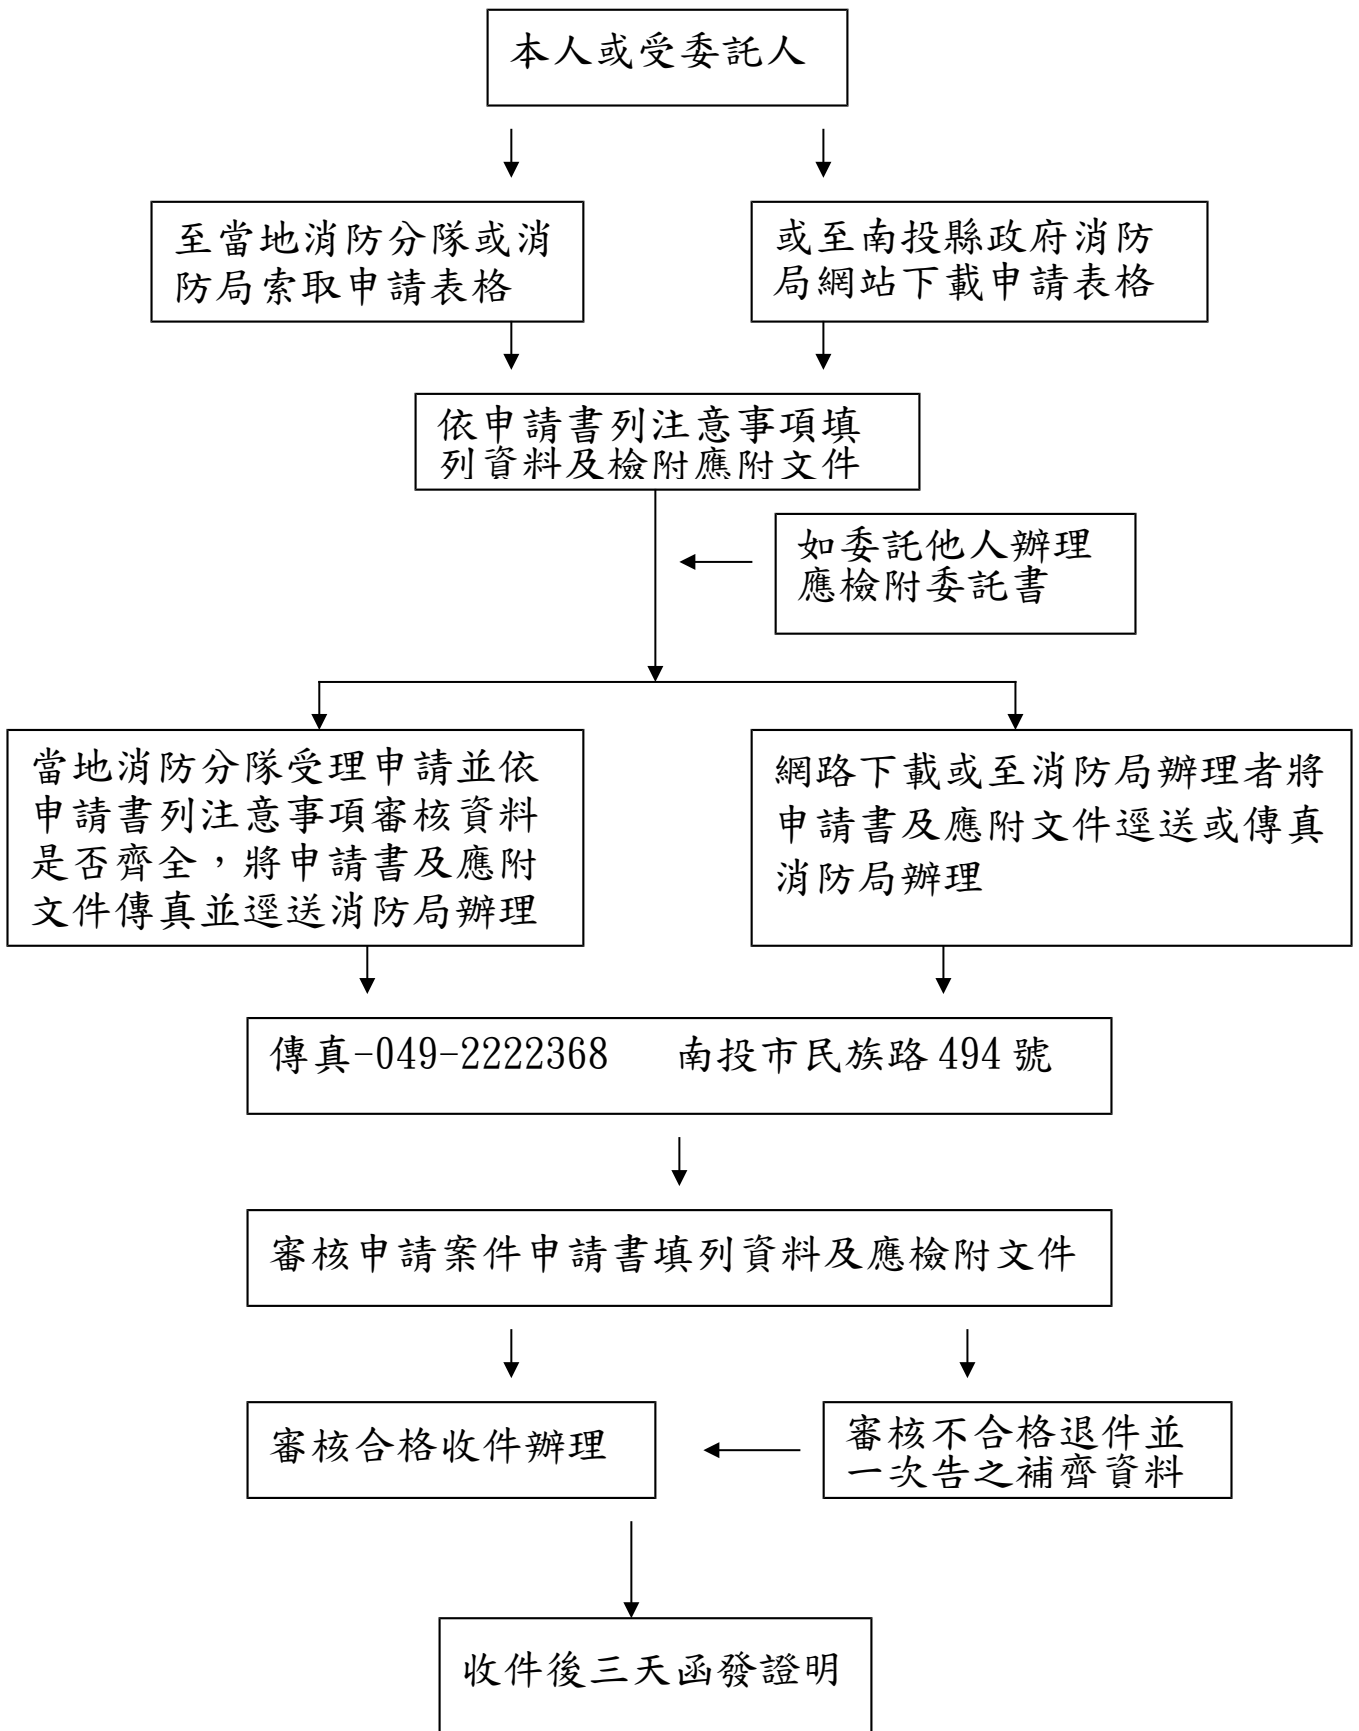 本人或受委託人
至當地消防分隊或消
防局索取申請表格
或至南投縣政府消防
局網站下載申請表格
依申請書列注意事項填
列資料及檢附應附文件
如委託他人辦理
應檢附委託書
當地消防分隊受理申請並依
申請書列注意事項審核資料
是否齊全，將申請書及應附
文件傳真並逕送消防局辦理
網路下載或至消防局辦理者將
申請書及應附文件逕送或傳真
消防局辦理
傳真-049-2222368 南投市民族路 494 號
審核申請案件申請書填列資料及應檢附文件
審核合格收件辦理
審核不合格退件並
一次告之補齊資料
收件後三天函發證明